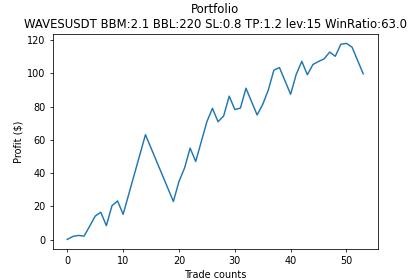 Portfolio
WAVESUSDT BBM:2.1 BBL:220 SL:0.8 TP:1.2 lev:15 WinRatio:63.0
120
100
80
60
40
20
0
Profit ($)
0 10 20 30 40 50
Trade counts